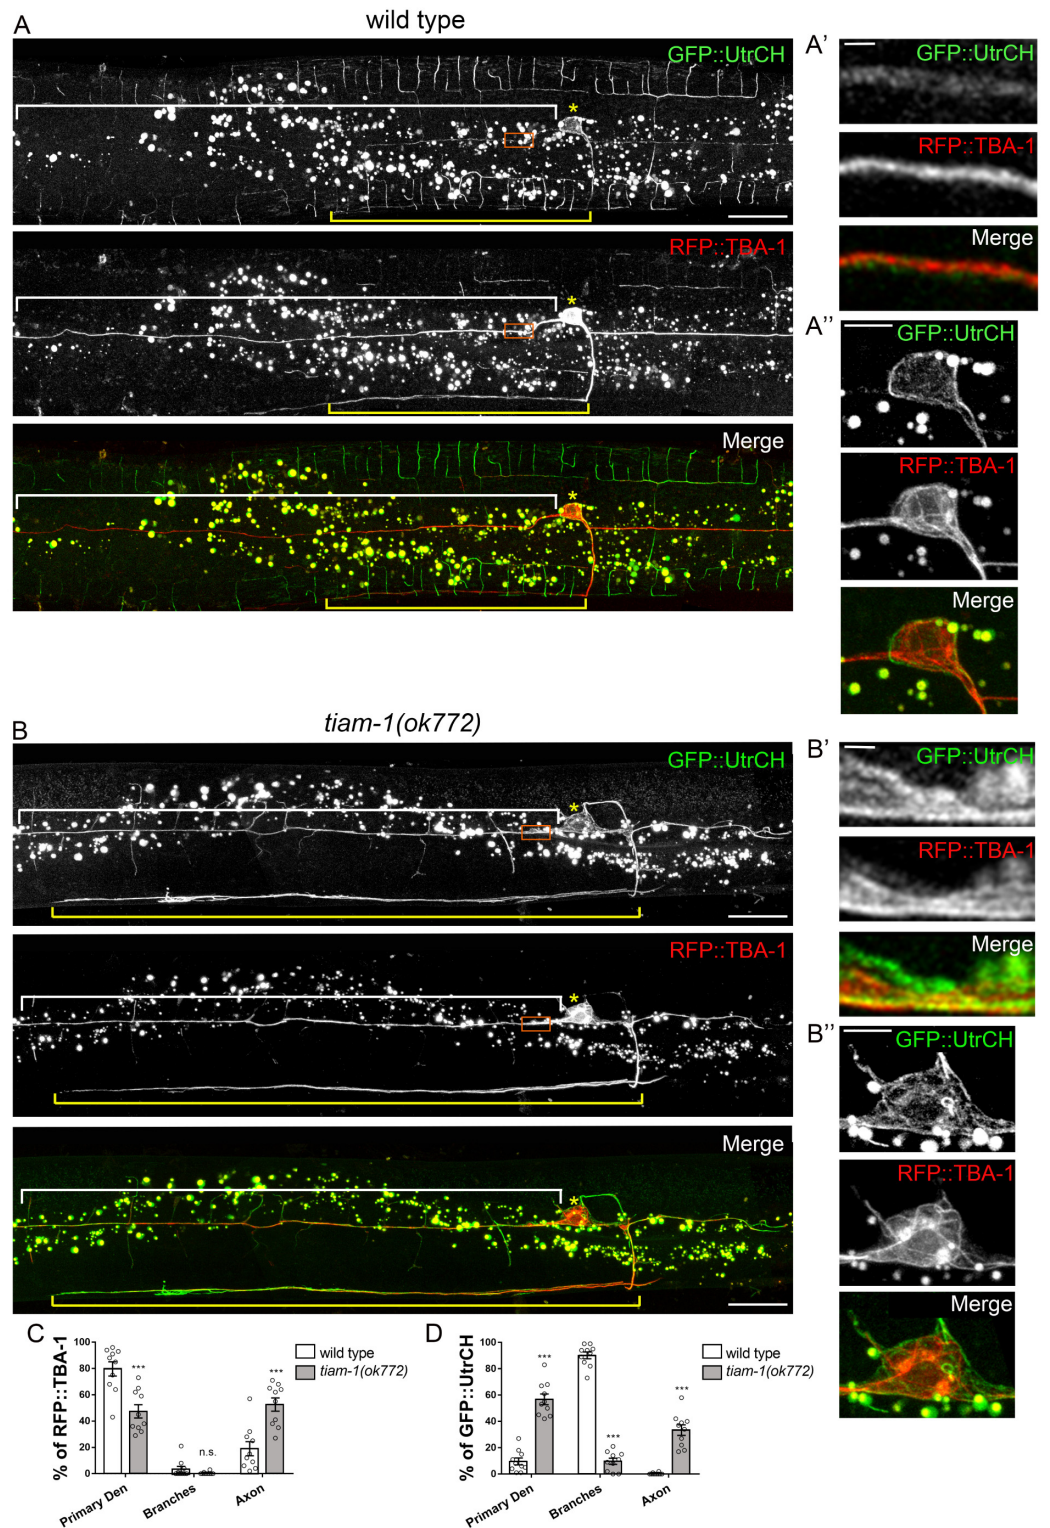 A
wild type
GFP::UtrCH
*
RFP::TBA-1
*
Merge
*
A’
GFP::UtrCH
RFP::TBA-1
Merge
A’’
GFP::UtrCH
RFP::TBA-1
Merge
B
tiam-1(ok772)
GFP::UtrCH
*
RFP::TBA-1
*
Merge
*
B’
GFP::UtrCH
RFP::TBA-1
Merge
B’’
GFP::UtrCH
RFP::TBA-1
Merge
C
% of RFP::TBA-1
100
80
60
40
20
0
***
n.s.
***
Primary Den
Branches
Axon
wild type
tiam-1(ok772)
D
% of GFP::UtrCH
100
80
60
40
20
0
***
***
***
Primary Den
Branches
Axon
wild type
tiam-1(ok772)